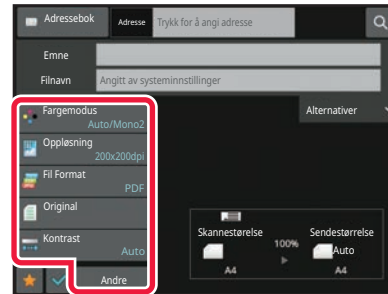 Adressebok Adresse Trykk for å angi adresse
Emne
Filnavn Angitt av systeminnstillinger
Fargemodus
Auto/Mono2
Alternativer
Oppløsning
200x200dpi
Fil Format
PDF
Original
Kontrast
Auto
Andre
Skannestørelse
100%
Sendestørrelse
Auto
A4
A4